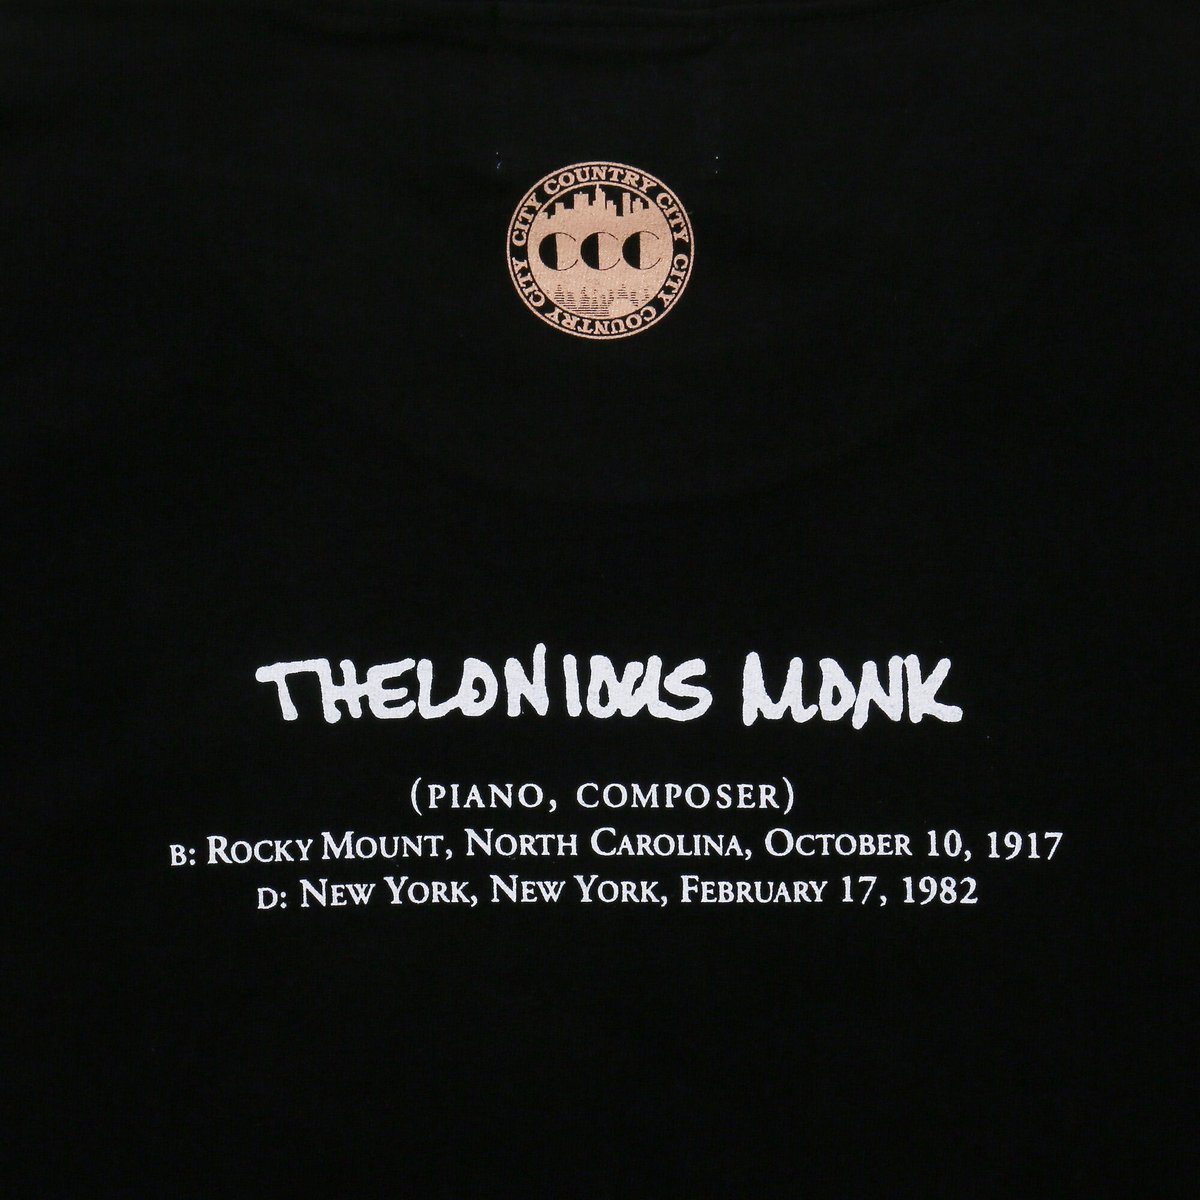 CITY COUNTRY CITY
CCC
CITY COUNTRY CITY
THELONIOUS MONK
(PIANO, COMPOSER)
B: ROCKY MOUNT, NORTH CAROLINA, OCTOBER 10, 1917
D: NEW YORK, NEW YORK, FEBRUARY 17, 1982